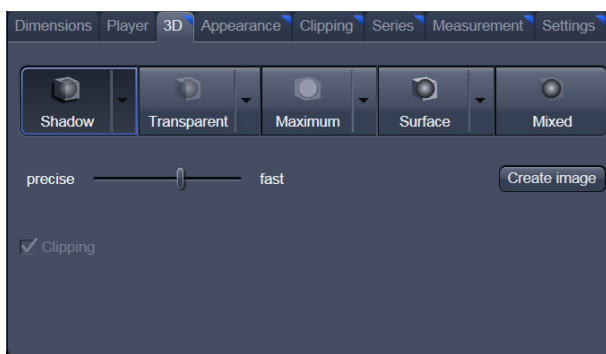 Dimensions Player 3D Appearance Clipping Series Measurement Settings
Shadow Transparent Maximum Surface Mixed
precise fast Create image
Clipping